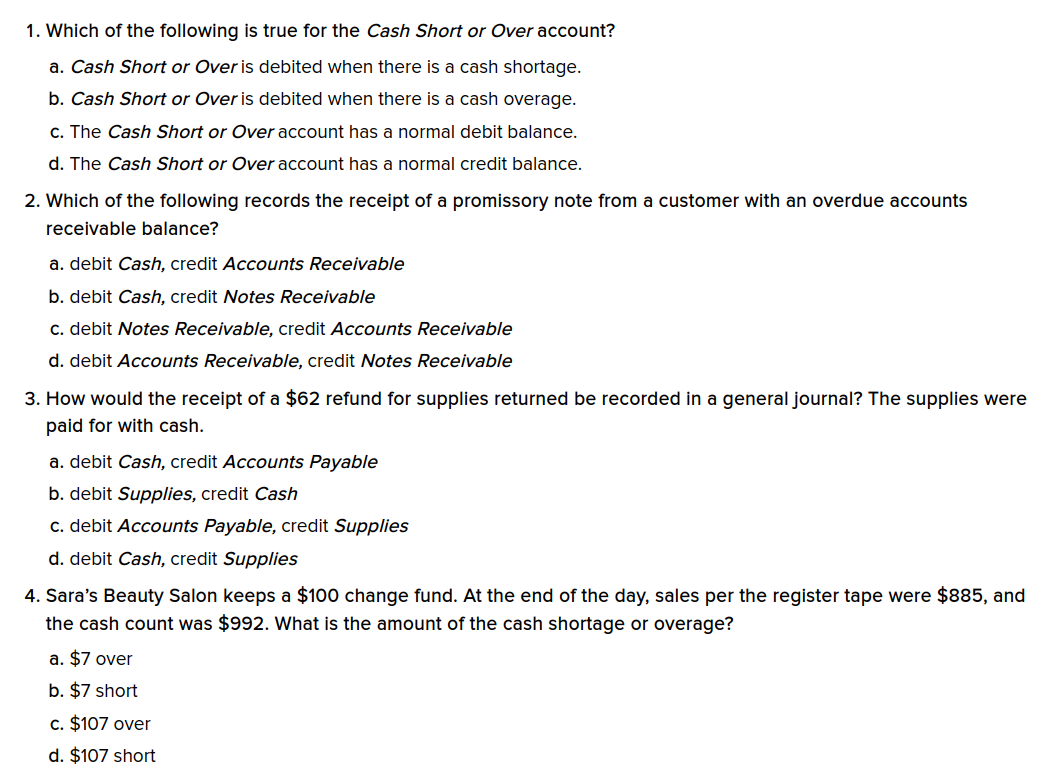 1. Which of the following is true for the Cash Short or Over account?
a. Cash Short or Over is debited when there is a cash shortage.
b. Cash Short or Over is debited when there is a cash overage.
c. The Cash Short or Over account has a normal debit balance.
d. The Cash Short or Over account has a normal credit balance.
2. Which of the following records the receipt of a promissory note from a customer with an overdue accounts
receivable balance?
a. debit Cash, credit Accounts Receivable
b. debit Cash, credit Notes Receivable
c. debit Notes Receivable, credit Accounts Receivable
d. debit Accounts Receivable, credit Notes Receivable
3. How would the receipt of a $62 refund for supplies returned be recorded in a general journal? The supplies were
paid for with cash.
a. debit Cash, credit Accounts Payable
b. debit Supplies, credit Cash
c. debit Accounts Payable, credit Supplies
d. debit Cash, credit Supplies
4. Sara’s Beauty Salon keeps a $100 change fund. At the end of the day, sales per the register tape were $885, and
the cash count was $992. What is the amount of the cash shortage or overage?
a. $7 over
b. $7 short
c. $107 over
d. $107 short